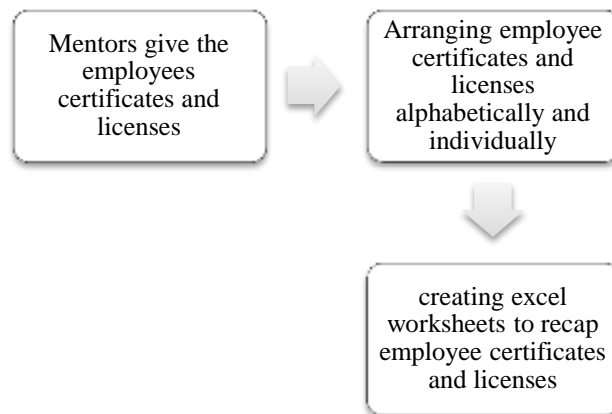 Mentors give the
employees
certificates and
licenses
Arranging employee
certificates and
licenses
alphabetically and
individually
creating excel
worksheets to recap
employee certificates
and licenses